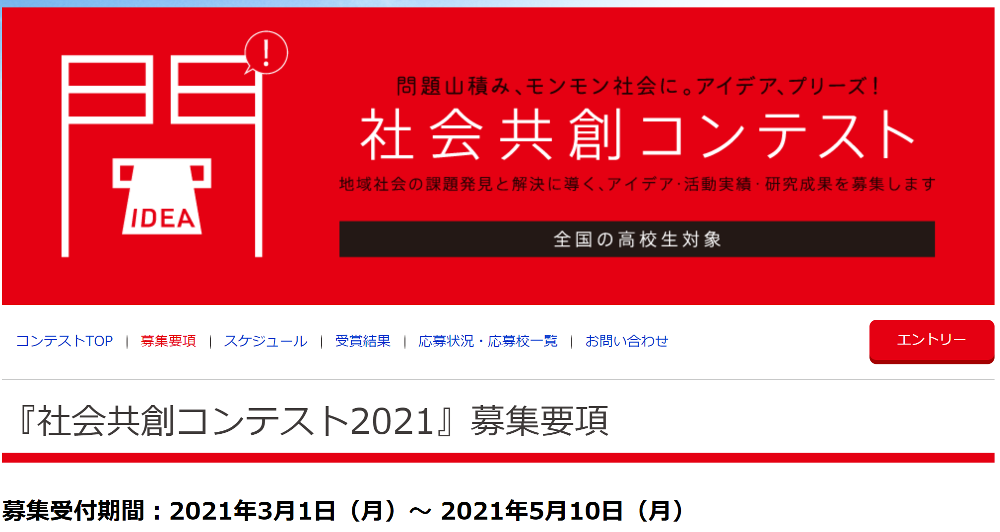 !
IDEA
問題山積み、モンモン社会に。アイデア、プリーズ！
社会共創コンテスト
地域社会の課題発見と解決に導く、アイデア・活動実績・研究成果を募集します
全国の高校生対象
コンテストTOP | 募集要項 | スケジュール | 受賞結果 | 応募状況・応募校一覧 | お問い合わせ
エントリー
『社会共創コンテスト2021』募集要項
募集受付期間：2021年3月1日（月）～ 2021年5月10日（月）